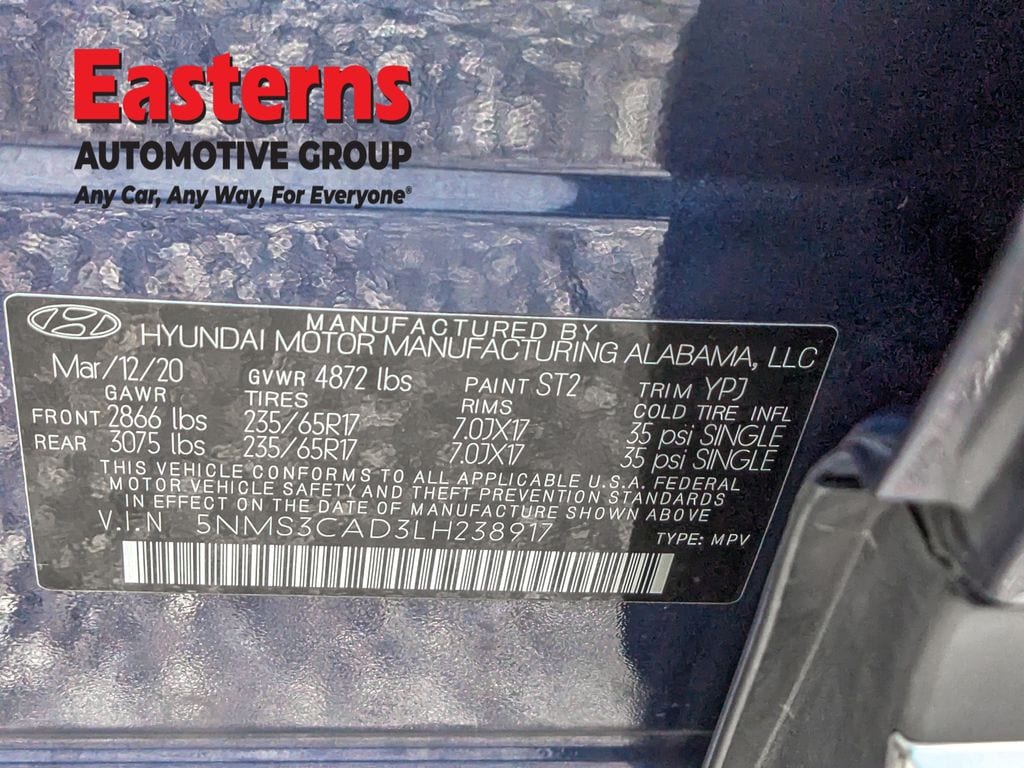 Easterns
AUTOMOTIVE GROUP
Any Car, Any Way, For Everyone®
MANUFACTURED BY
HYUNDAI MOTOR MANUFACTURING ALABAMA, LLC
Mar/12/20 GVWR 4872 lbs PAINT ST2 TRIM YPJ
GAWR TIRES RIMS COLD TIRE INFL
FRONT 2866 lbs 235/65R17 7.0JX17 35 psi SINGLE
REAR 3075 lbs 235/65R17 7.0JX17 35 psi SINGLE
THIS VEHICLE CONFORMS TO ALL APPLICABLE U.S.A. FEDERAL
MOTOR VEHICLE SAFETY AND THEFT PREVENTION STANDARDS
IN EFFECT ON THE DATE OF MANUFACTURE SHOWN ABOVE
V.I.N 5NMS3CAD3LH238917 TYPE: MPV